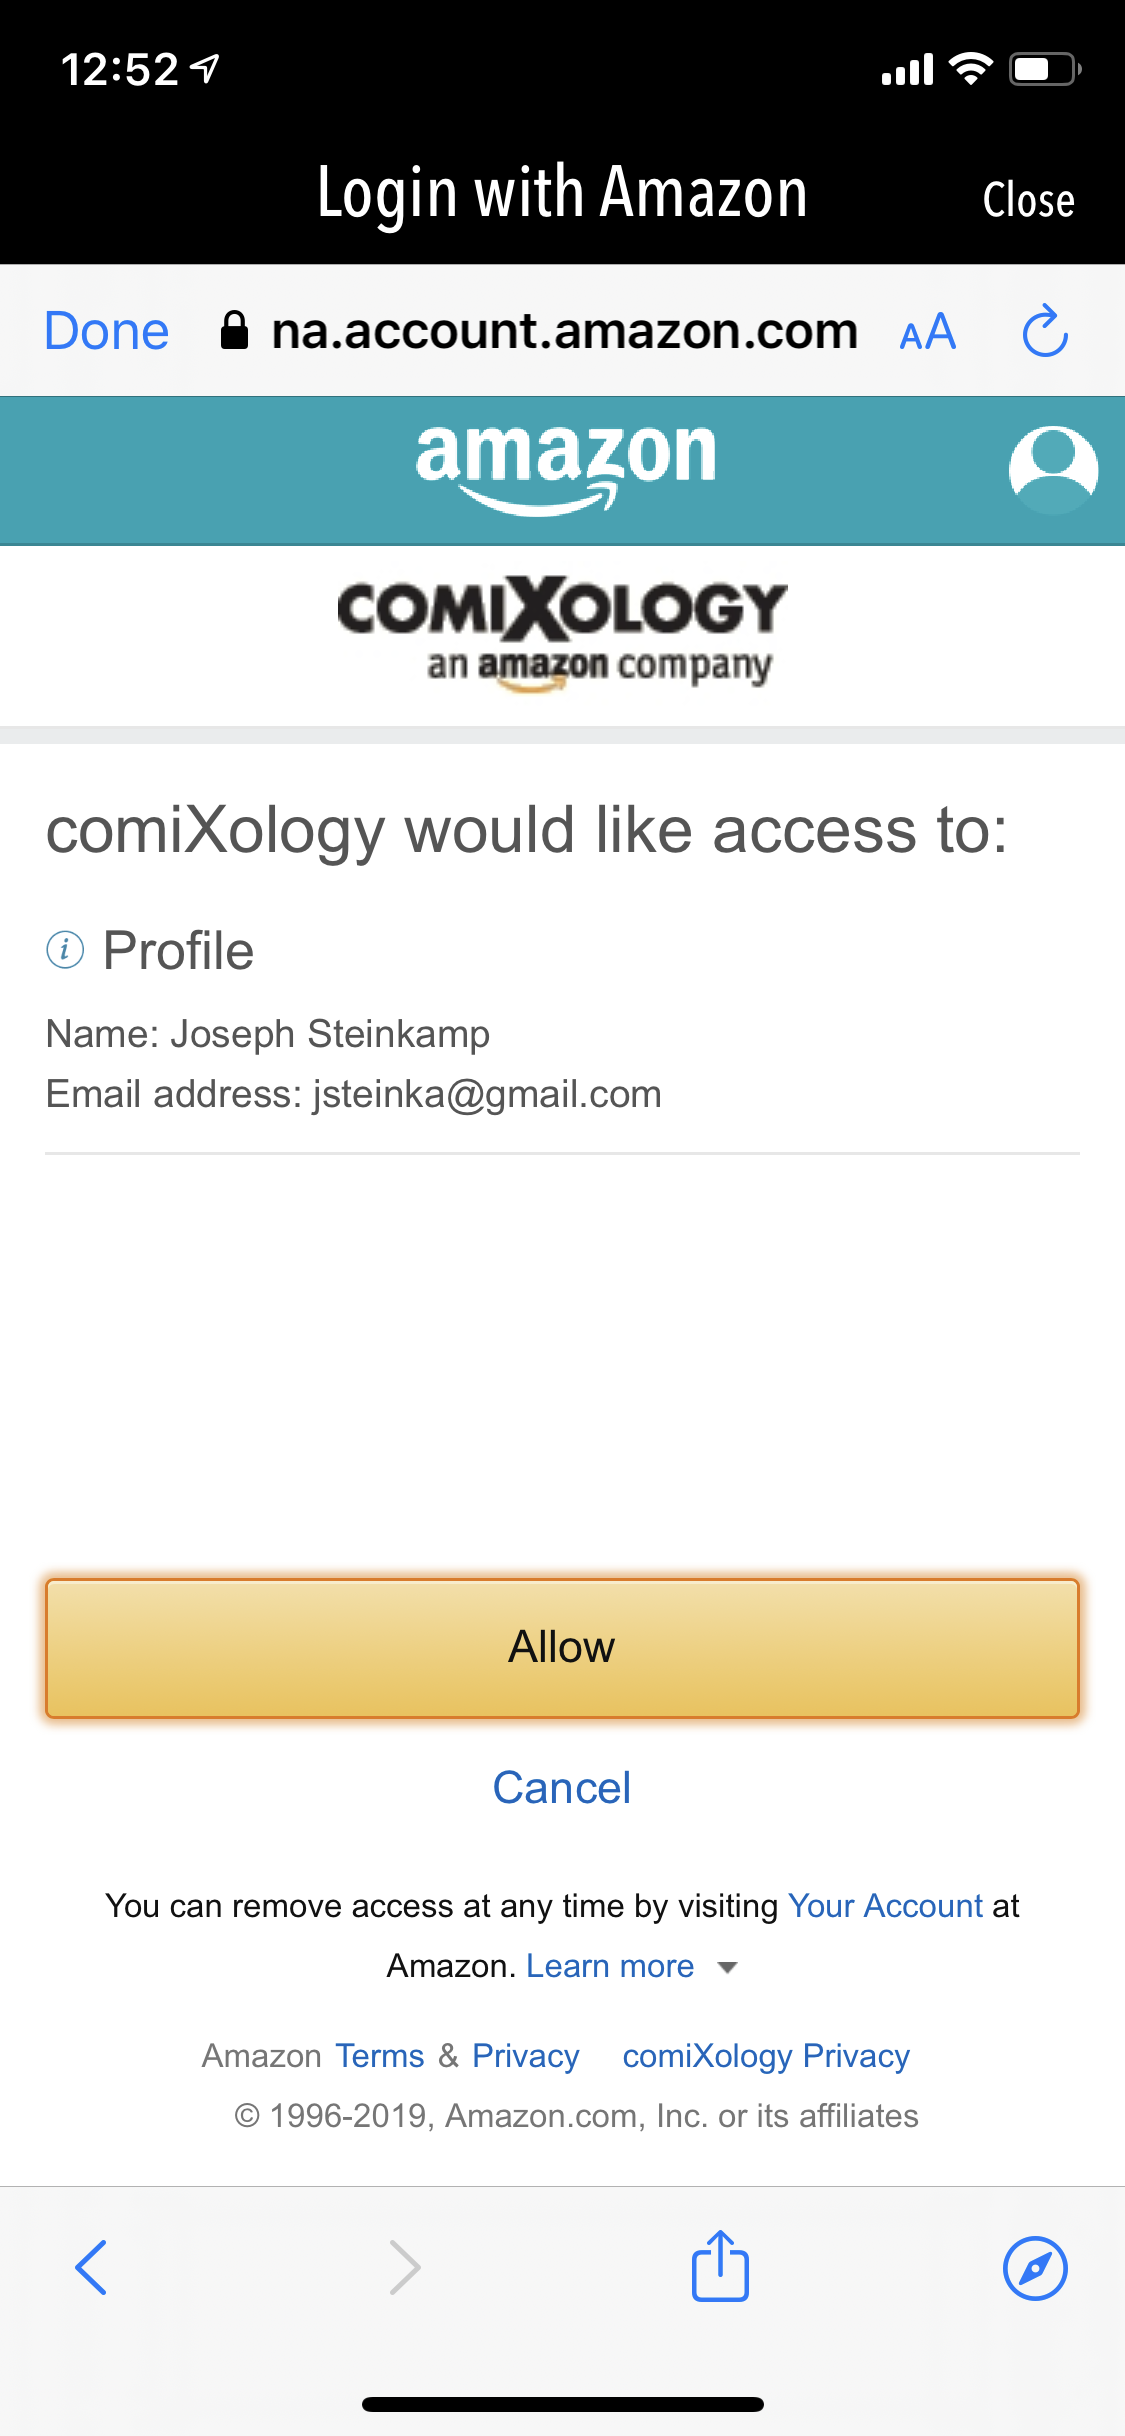 12:52
Login with Amazon
Close
Done
na.account.amazon.com
AA
amazon
COMIXOLOGY
an amazon company
comiXology would like access to:
i Profile
Name: Joseph Steinkamp
Email address: jsteinka@gmail.com
Allow
Cancel
You can remove access at any time by visiting Your Account at
Amazon. Learn more
Amazon Terms & Privacy comiXology Privacy
© 1996-2019, Amazon.com, Inc. or its affiliates